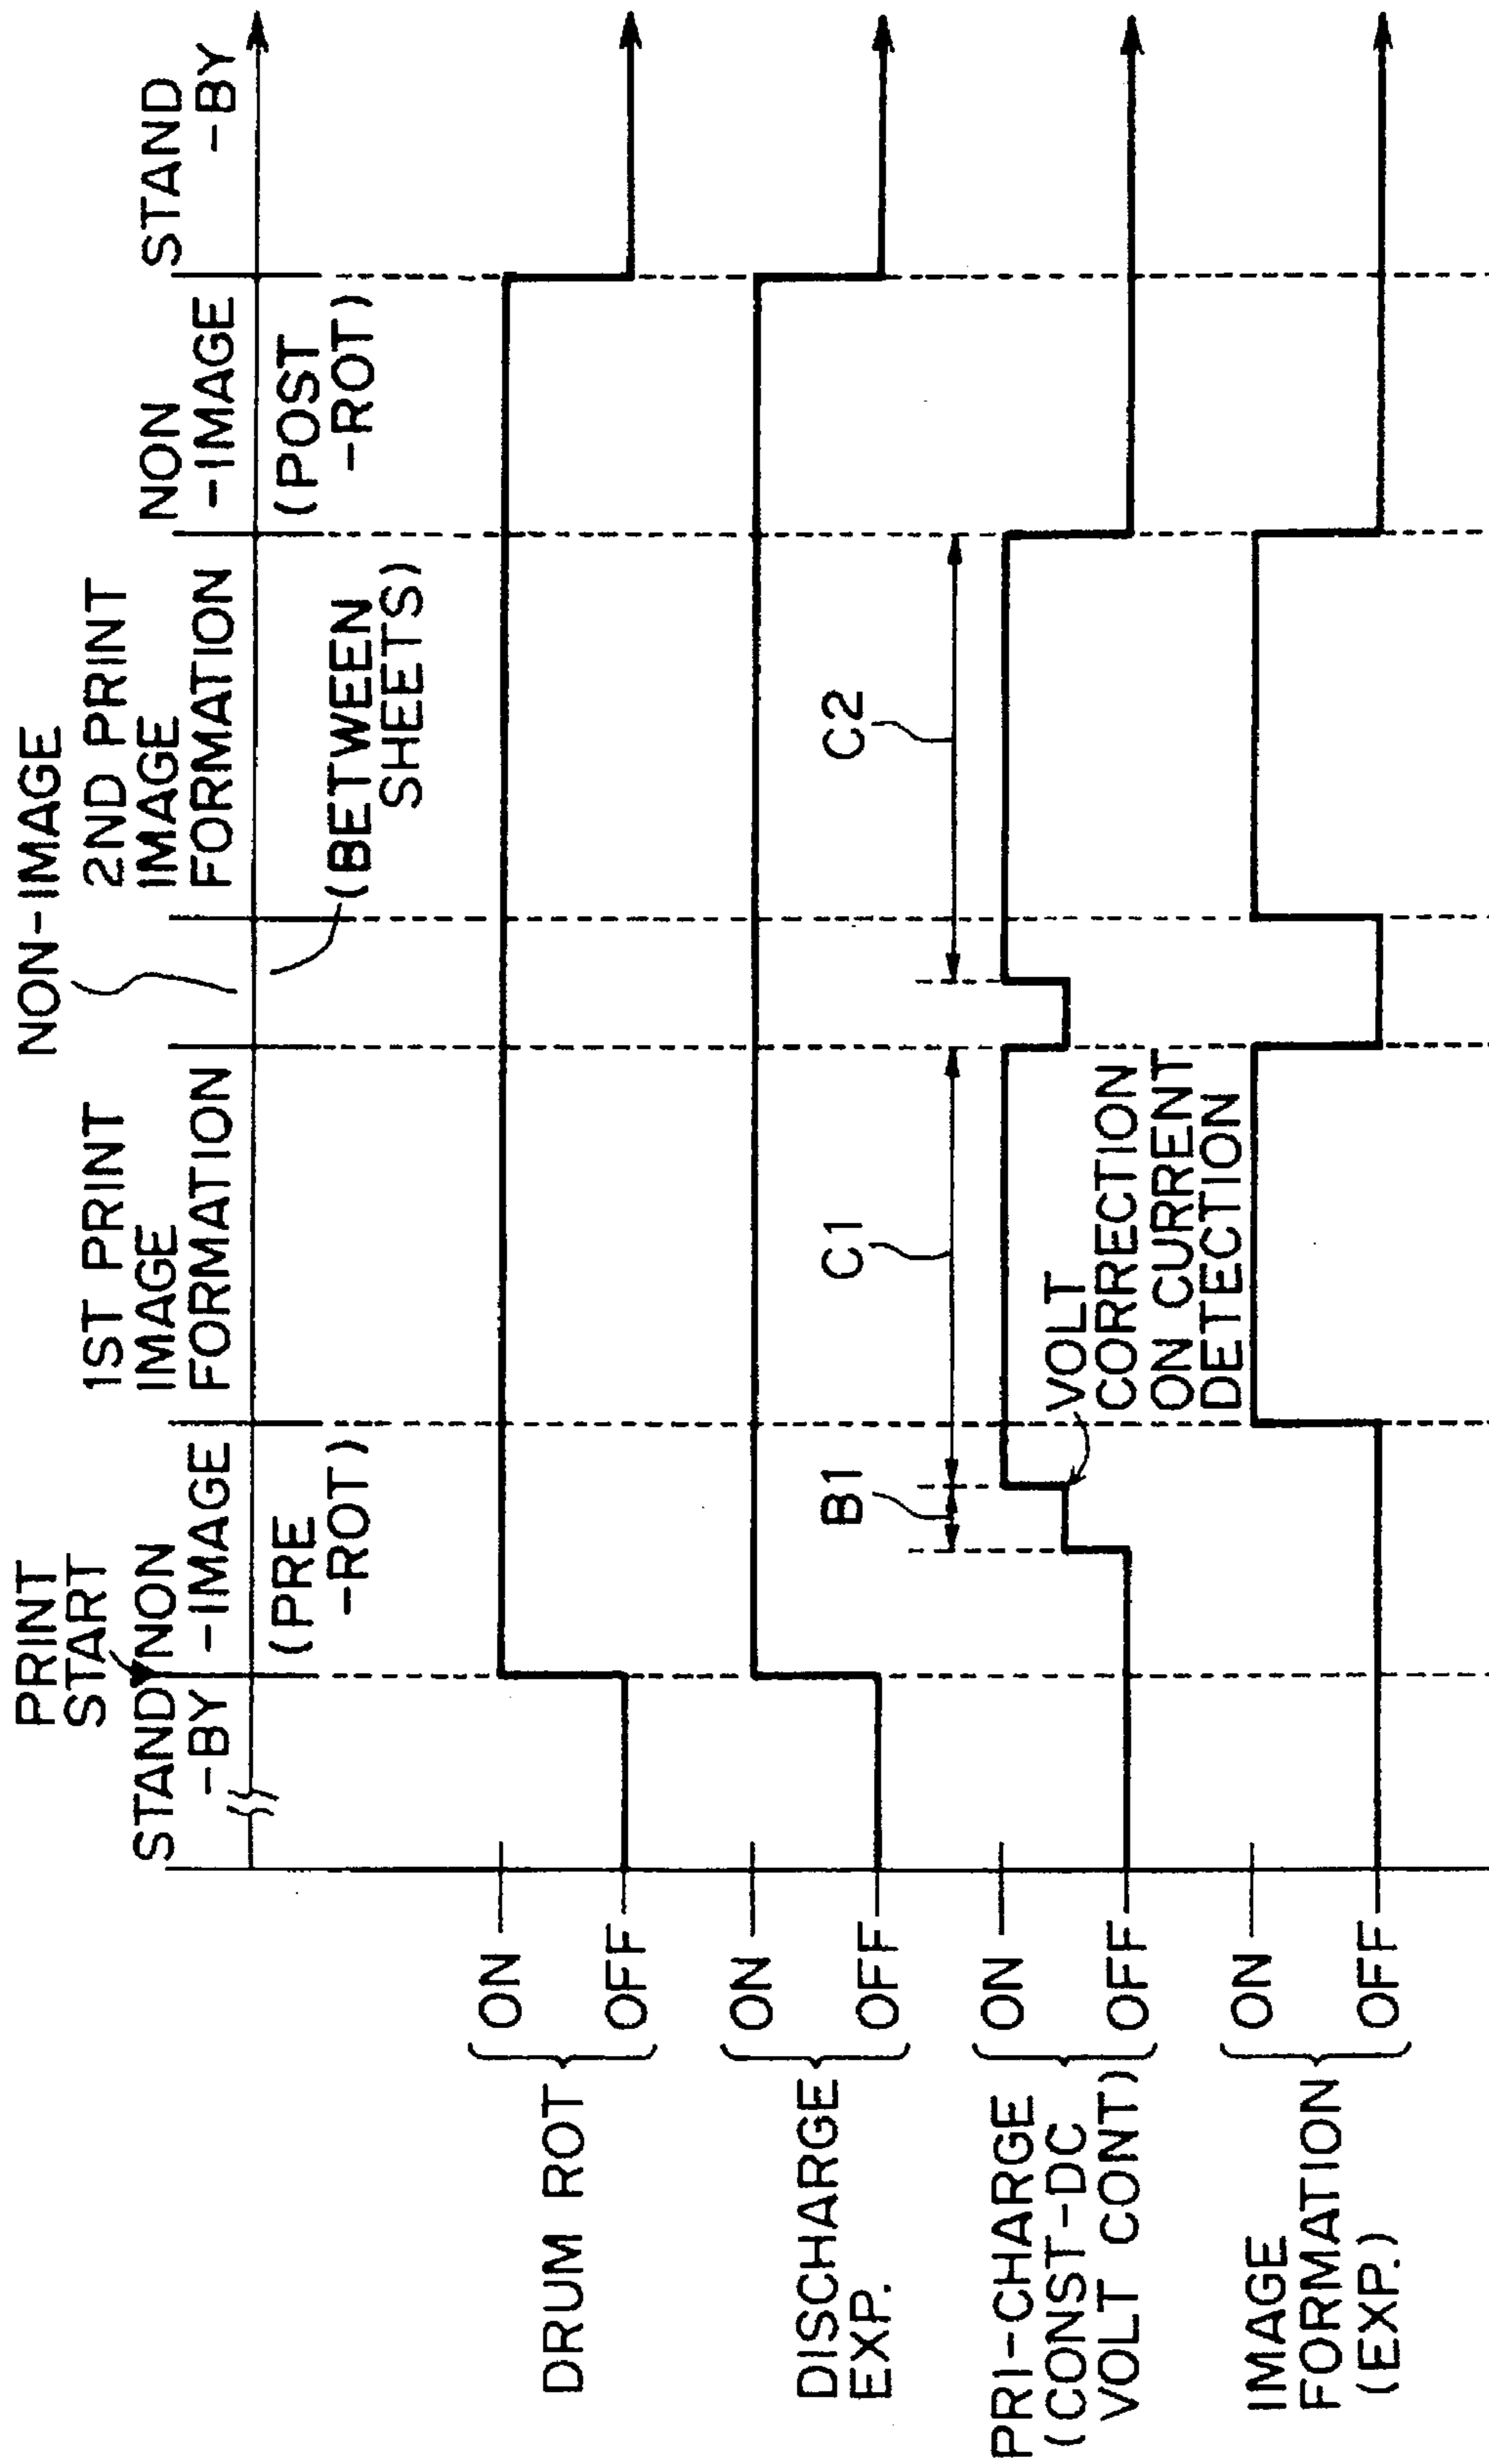 PRINT
START
NON-IMAGE
STAND
-BY
NON
-IMAGE
(PRE
-ROT)
1ST PRINT
IMAGE
FORMATION
(BETWEEN
SHEETS)
2ND PRINT
IMAGE
FORMATION
NON
-IMAGE
(POST
-ROT)
STAND
-BY
DRUM ROT
ON
OFF
DISCHARGE
EXP.
ON
OFF
PRI-CHARGE
(CONST-DC
VOLT CONT)
ON
OFF
B1
C1
C2
VOLT
CORRECTION
ON CURRENT
DETECTION
IMAGE
FORMATION
(EXP.)
ON
OFF